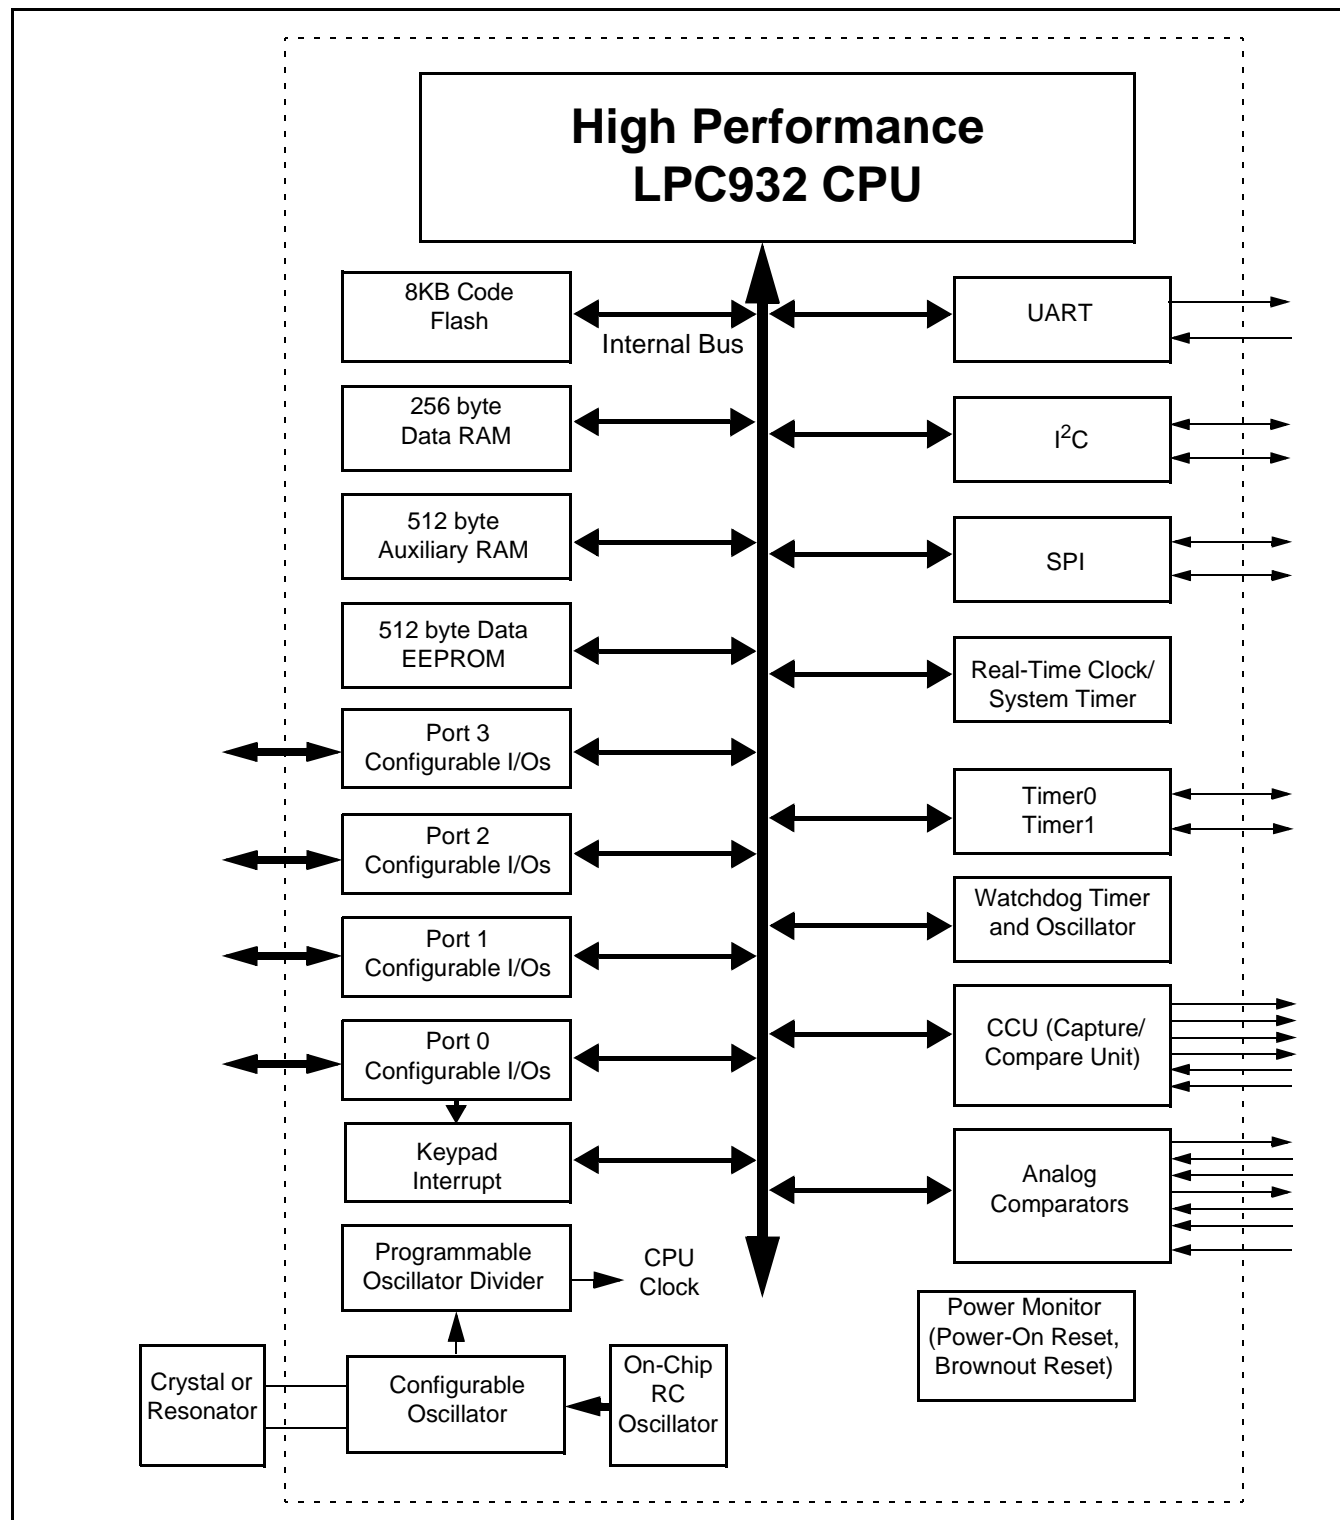 High Performance
LPC932 CPU
8KB Code
Flash
Internal Bus
UART
256 byte
Data RAM
I²C
512 byte
Auxiliary RAM
SPI
512 byte Data
EEPROM
Real-Time Clock/
System Timer
Port 3
Configurable I/Os
Timer0
Timer1
Port 2
Configurable I/Os
Watchdog Timer
and Oscillator
Port 1
Configurable I/Os
CCU (Capture/
Compare Unit)
Port 0
Configurable I/Os
Keypad
Interrupt
Analog
Comparators
Programmable
Oscillator Divider
CPU
Clock
Power Monitor
(Power-On Reset,
Brownout Reset)
Crystal or
Resonator
Configurable
Oscillator
On-Chip
RC
Oscillator